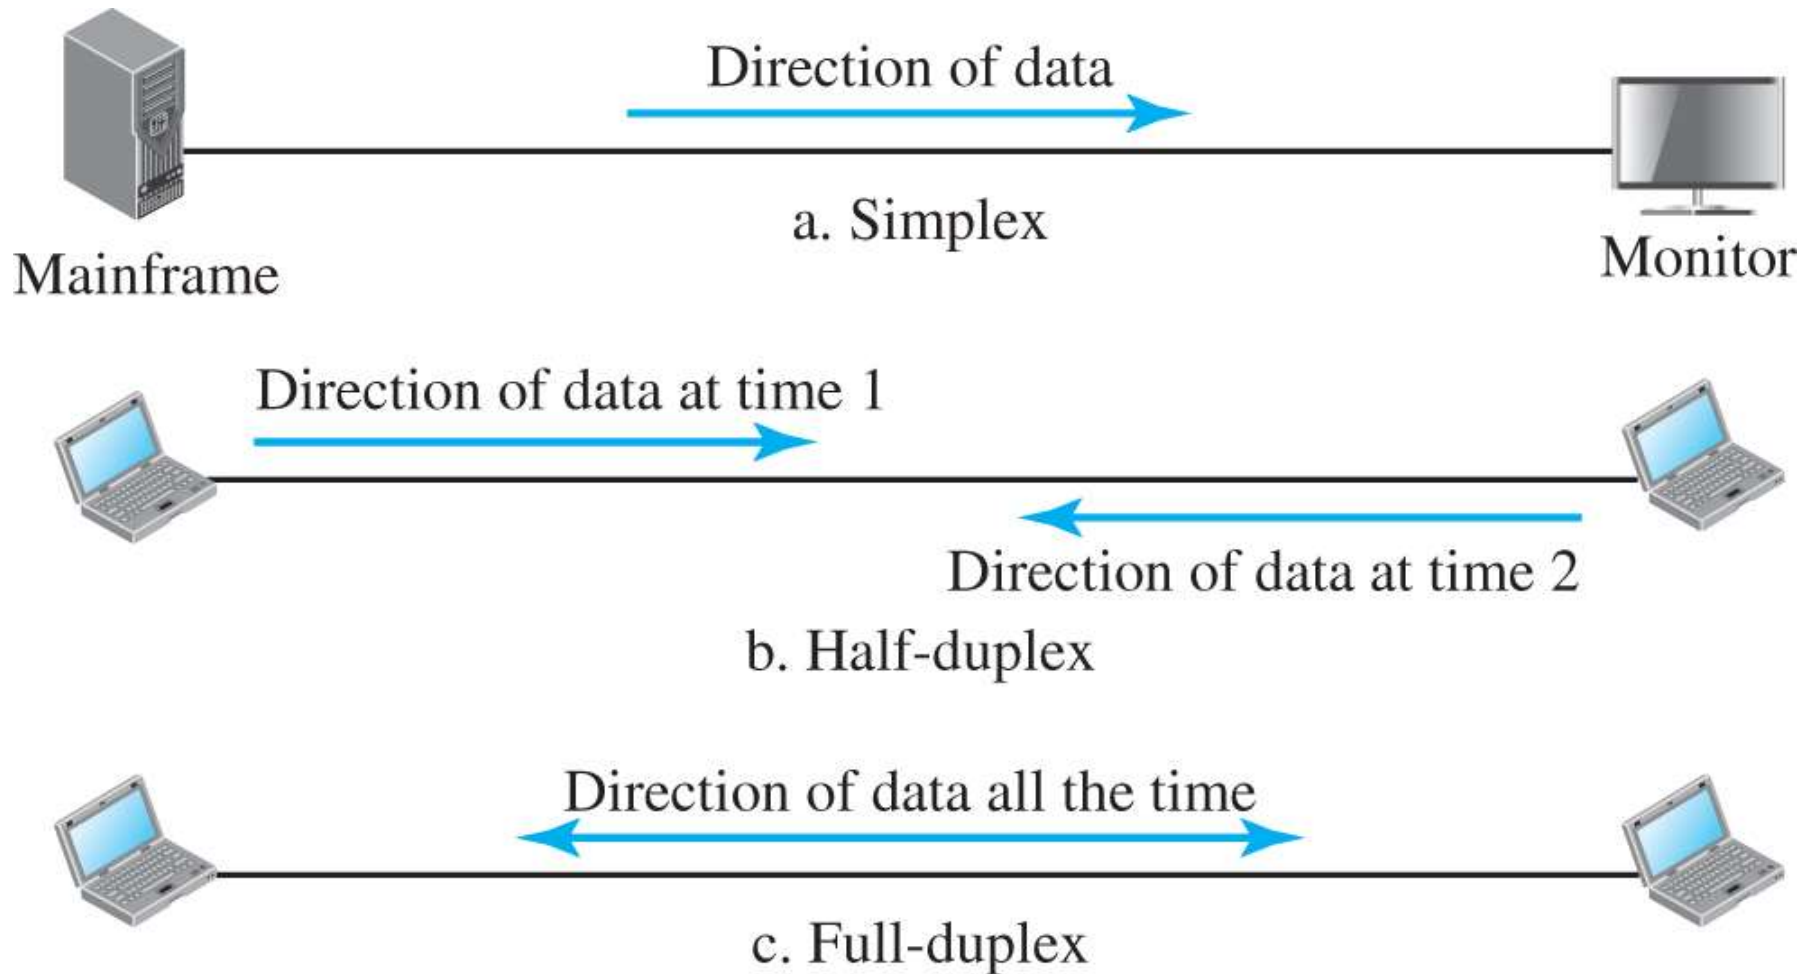 Direction of data
a. Simplex
Mainframe
Monitor
Direction of data at time 1
Direction of data at time 2
b. Half-duplex
Direction of data all the time
c. Full-duplex